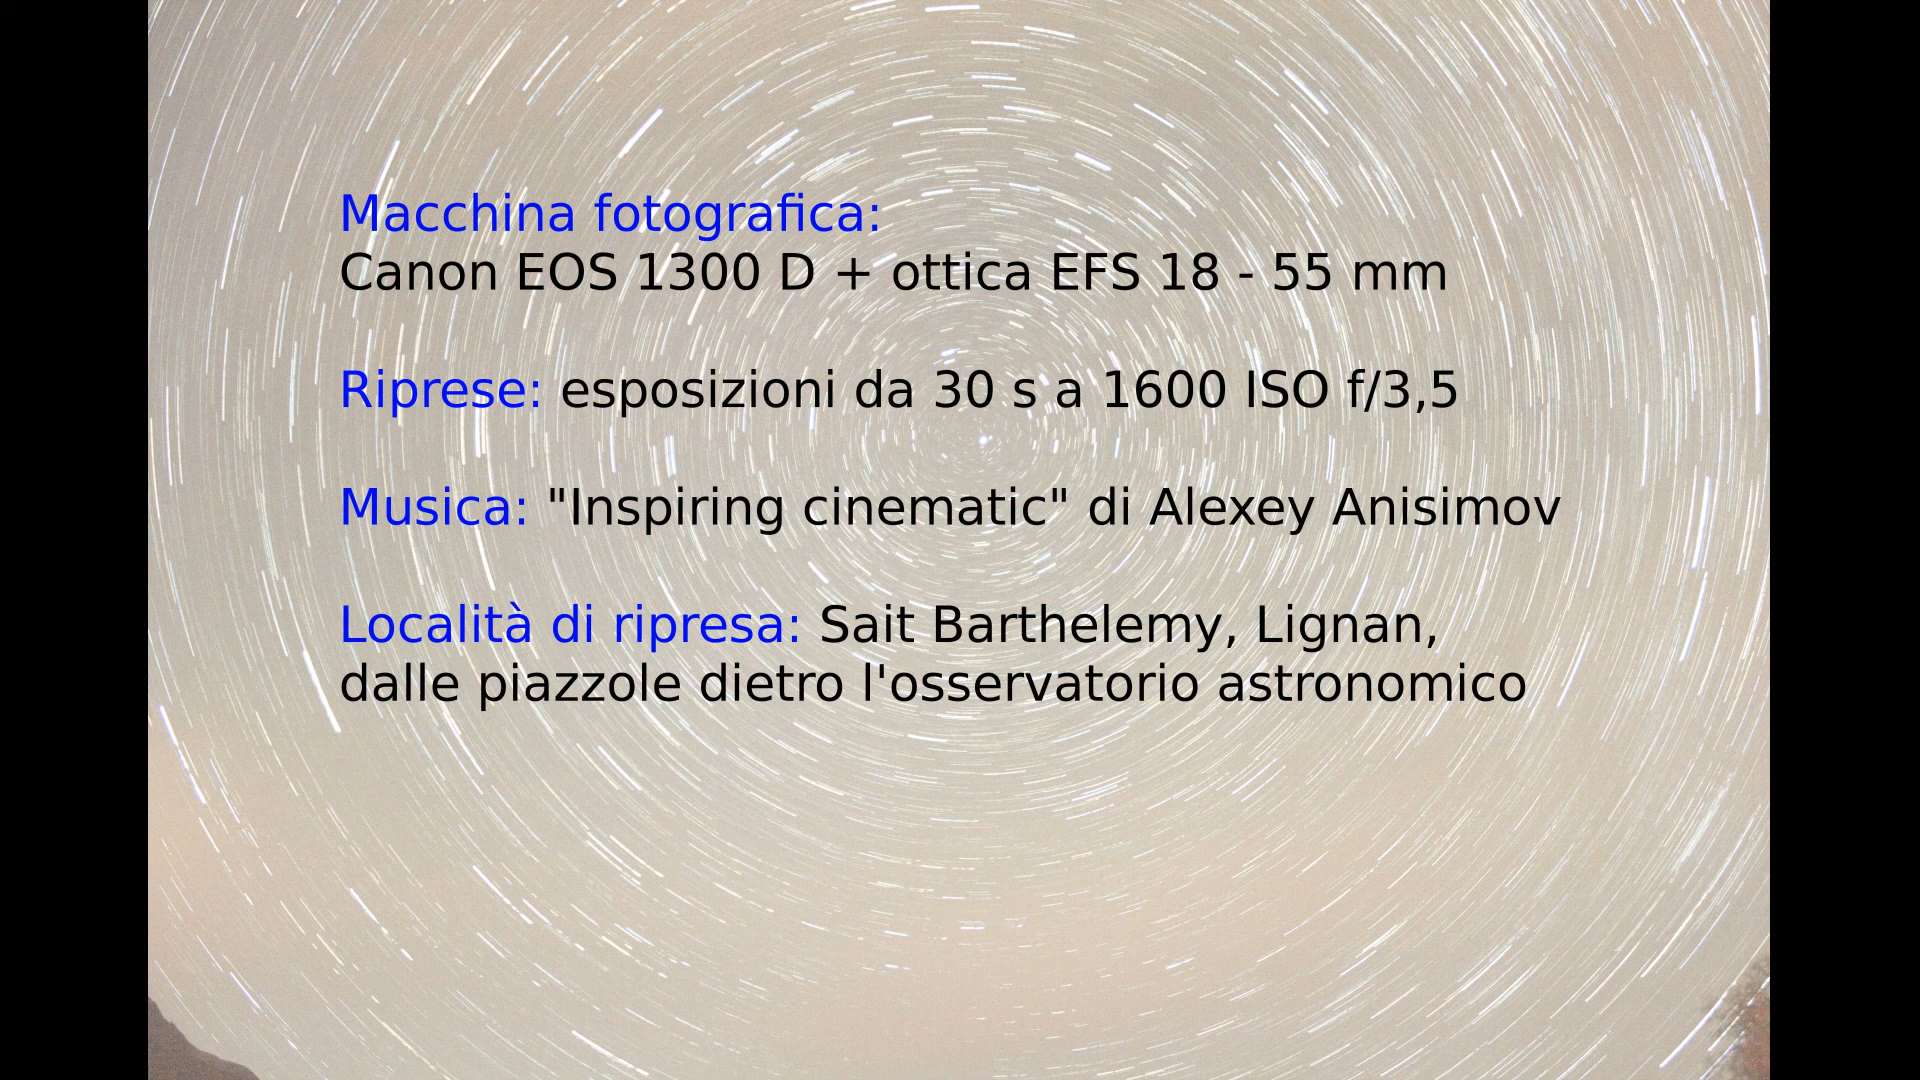 Macchina fotografica:
Canon EOS 1300 D + ottica EFS 18 - 55 mm
Riprese: esposizioni da 30 s a 1600 ISO f/3,5
Musica: "Inspiring cinematic" di Alexey Anisimov
Località di ripresa: Sait Barthelemy, Lignan,
dalle piazzole dietro l'osservatorio astronomico